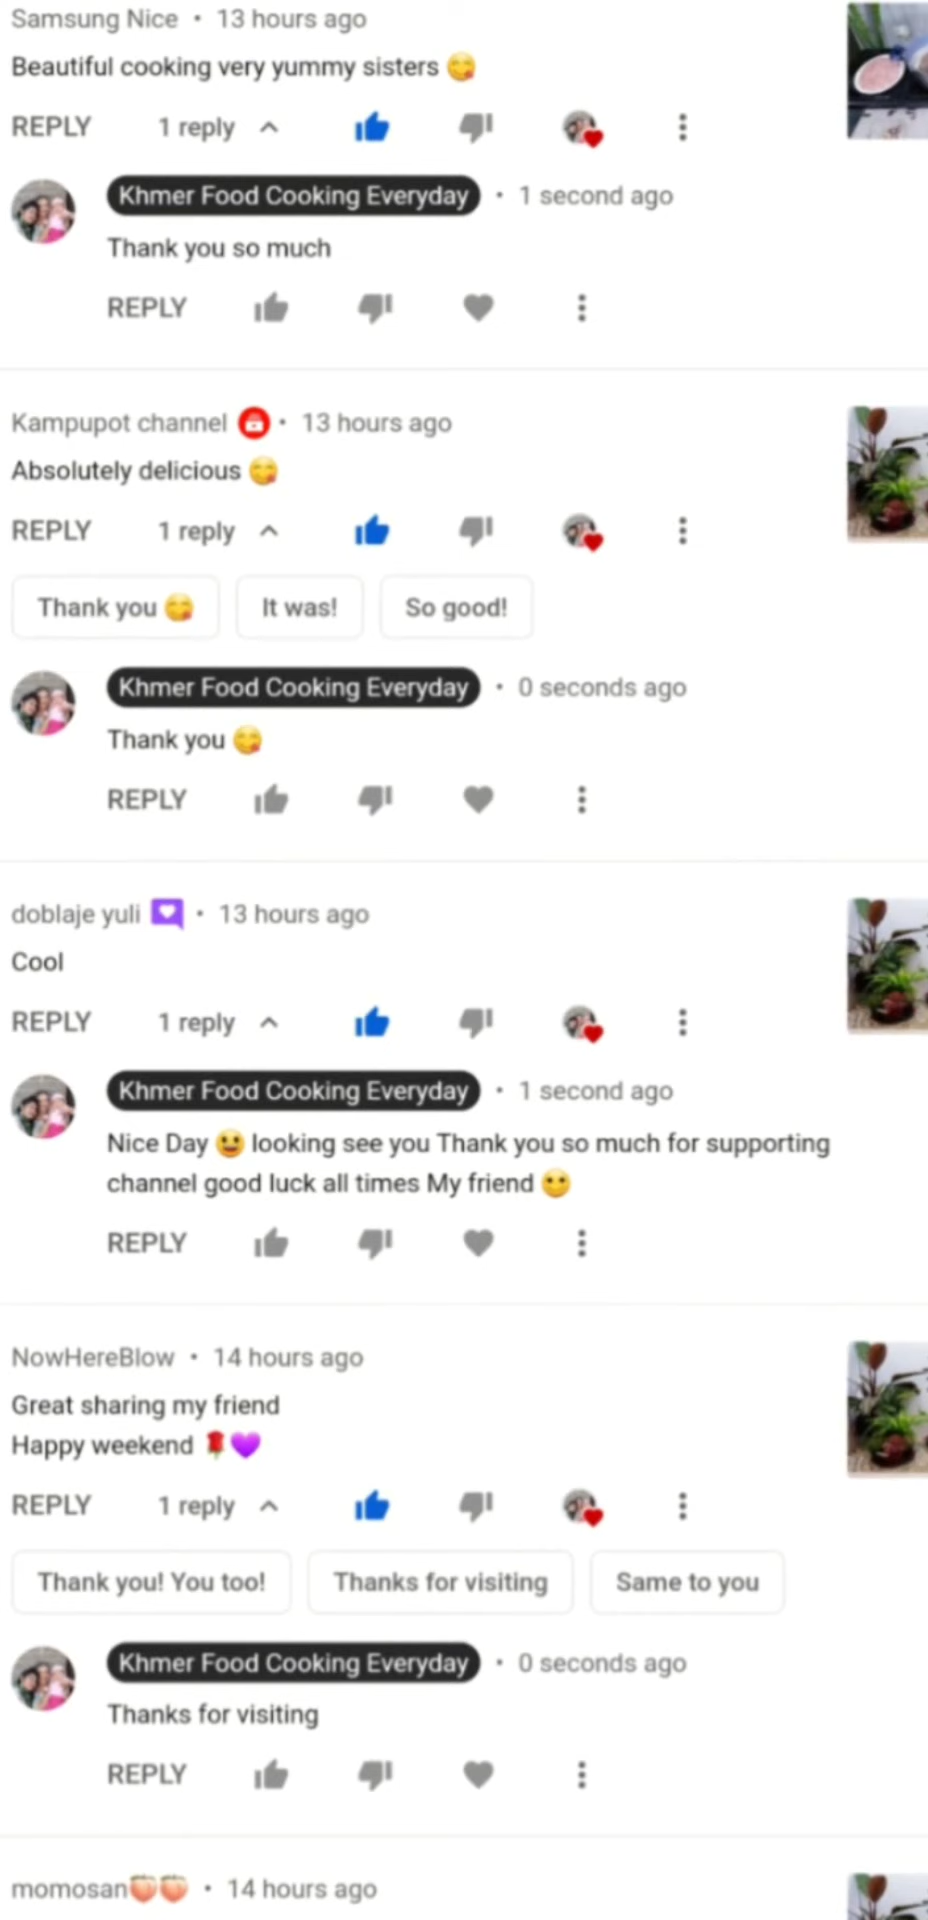 Samsung Nice • 13 hours ago
Beautiful cooking very yummy sisters 😋
REPLY 1 reply
Khmer Food Cooking Everyday • 1 second ago
Thank you so much
REPLY
Kampupot channel • 13 hours ago
Absolutely delicious 😋
REPLY 1 reply
Thank you 😋 It was! So good!
Khmer Food Cooking Everyday • 0 seconds ago
Thank you 😋
REPLY
doblaje yuli • 13 hours ago
Cool
REPLY 1 reply
Khmer Food Cooking Everyday • 1 second ago
Nice Day 😃 looking see you Thank you so much for supporting
channel good luck all times My friend 🙂
REPLY
NowHereBlow • 14 hours ago
Great sharing my friend
Happy weekend 🌹💜
REPLY 1 reply
Thank you! You too! Thanks for visiting Same to you
Khmer Food Cooking Everyday • 0 seconds ago
Thanks for visiting
REPLY
momosan🍑🍑 • 14 hours ago